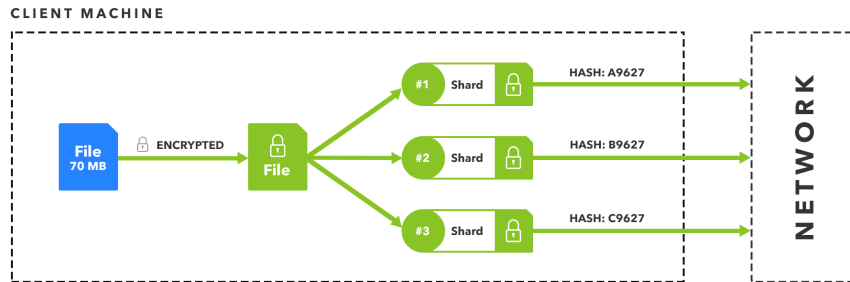 CLIENT MACHINE
File
70 MB
ENCRYPTED
File
#1 Shard
HASH: A9627
#2 Shard
HASH: B9627
#3 Shard
HASH: C9627
NETWORK